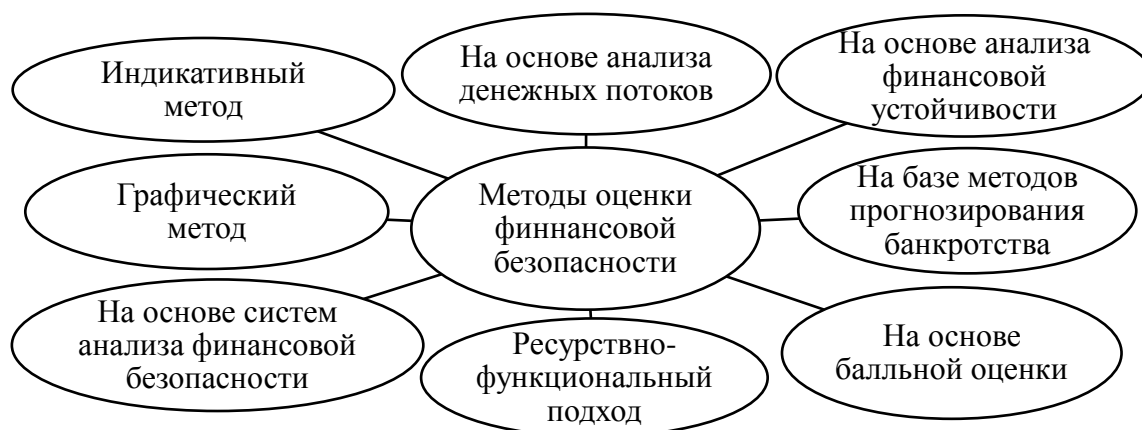 Индикативный
метод
На основе анализа
денежных потоков
На основе анализа
финансовой
устойчивости
Графический
метод
Методы оценки
финнансовой
безопасности
На базе методов
прогнозирования
банкротства
На основе систем
анализа финансовой
безопасности
Ресурствно-
функциональный
подход
На основе
балльной оценки